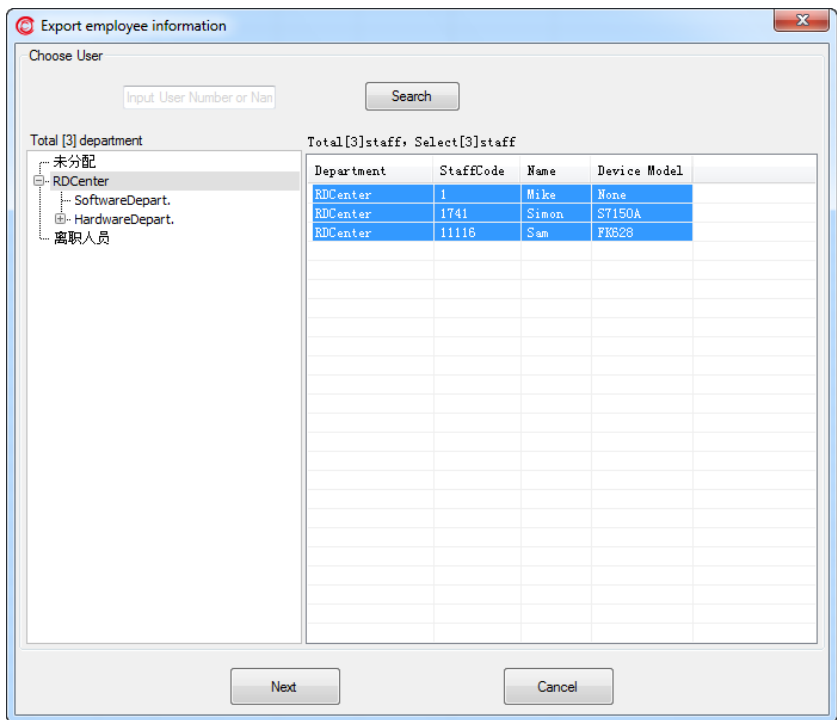 Export employee information
Choose User
Input User Number or Nan
Search
Total [3] department
未分配
RDCenter
SoftwareDepart.
HardwareDepart.
离职人员
Total[3]staff, Select[3]staff
Department StaffCode Name Device Model
RDCenter 1 Mike None
RDCenter 1741 Simon S7150A
RDCenter 11116 Sam FK628
Next Cancel